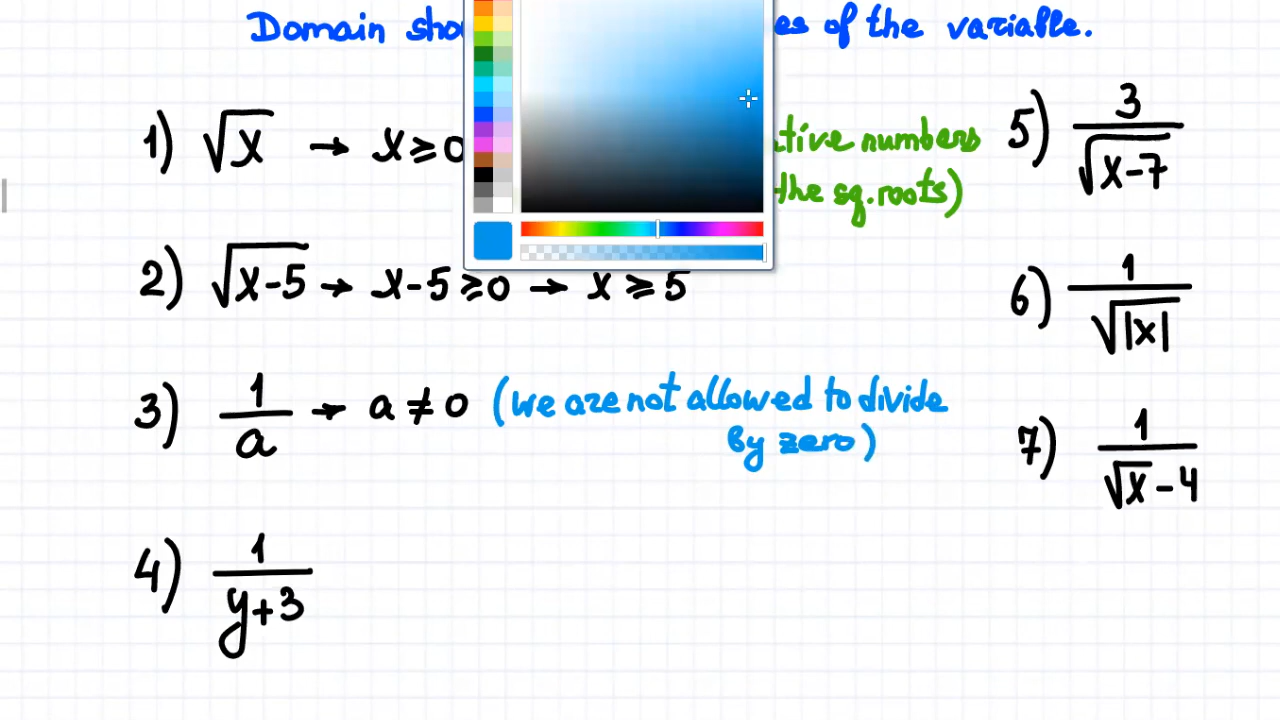 Domain sho es of the variable.
1) √x → x ≥ 0 tive numbers
the sq. roots)
2) √x-5 → x-5 ≥ 0 → x ≥ 5
3) 1/a → a ≠ 0 (we are not allowed to divide
by zero)
4) 1/y+3
5) 3/√x-7
6) 1/√|x|
7) 1/√x-4